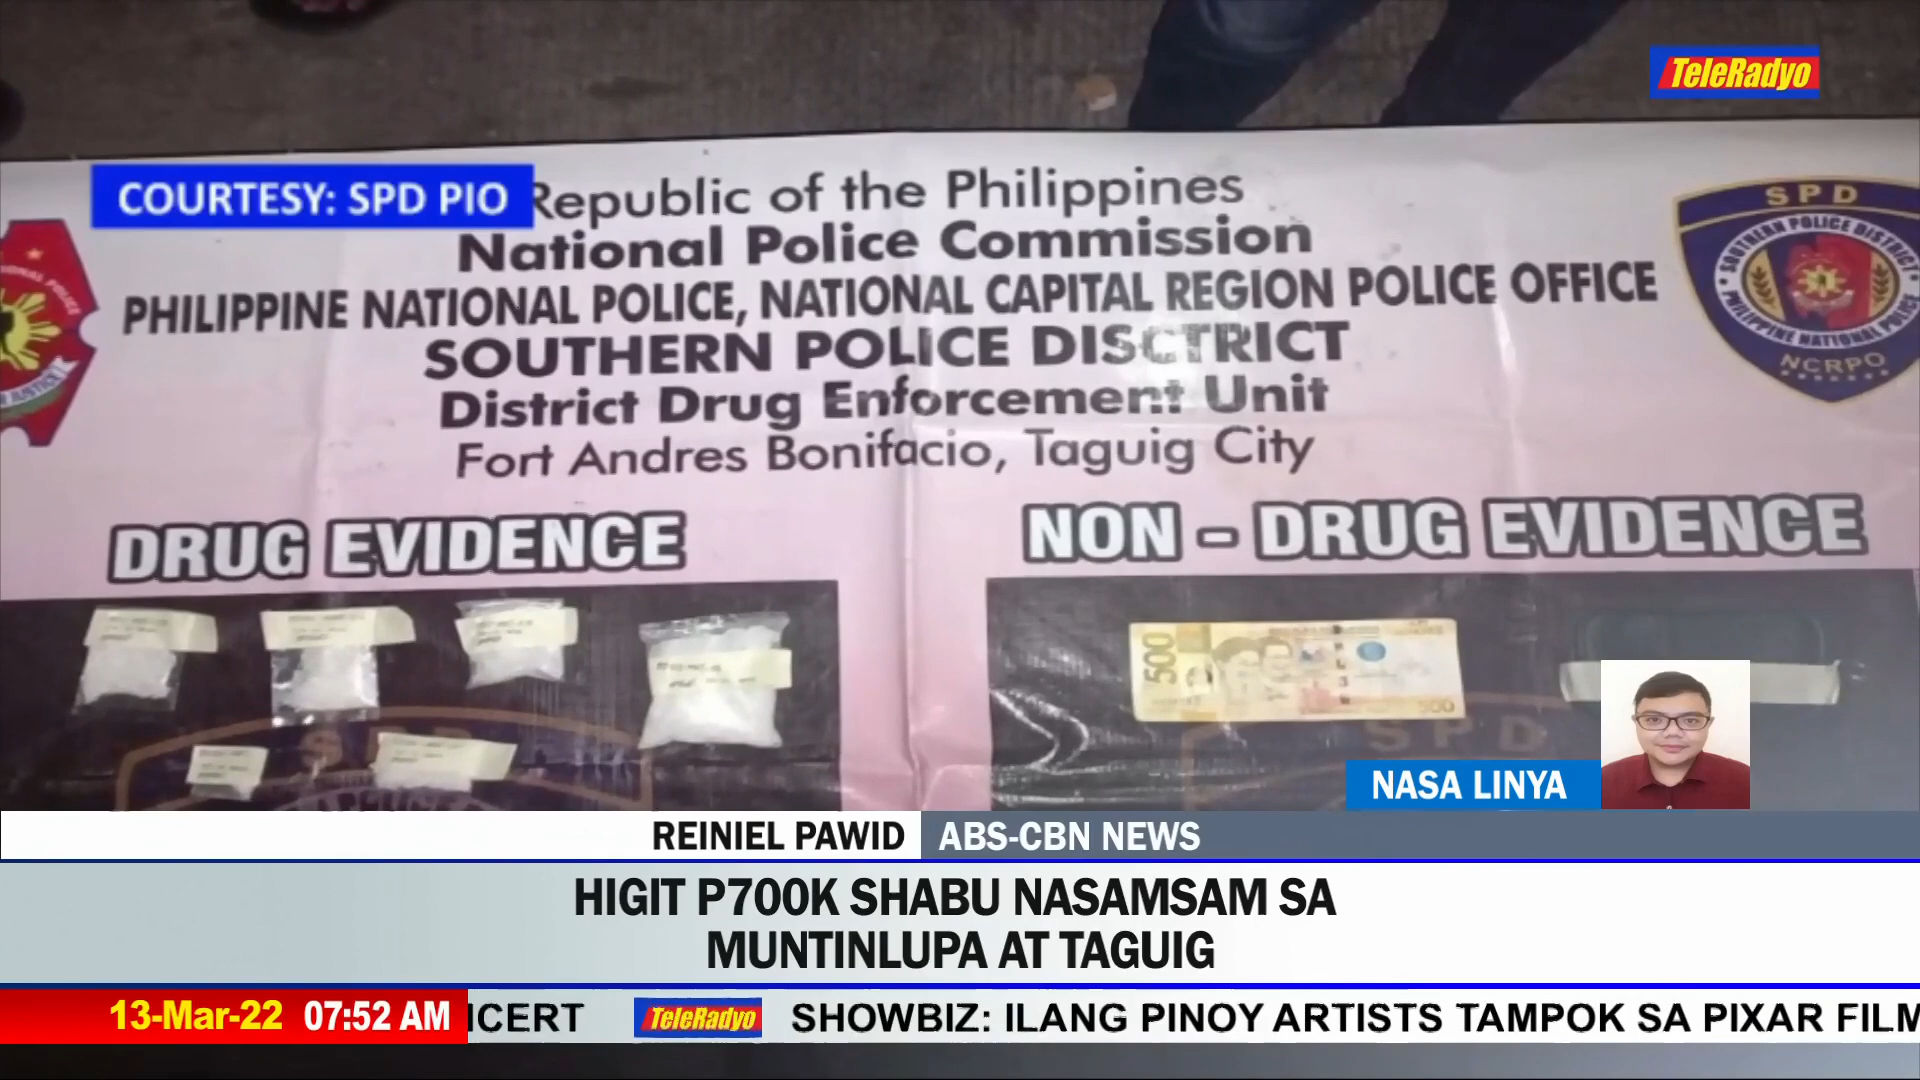 TeleRadyo
COURTESY: SPD PIO
Republic of the Philippines
National Police Commission
PHILIPPINE NATIONAL POLICE, NATIONAL CAPITAL REGION POLICE OFFICE
SOUTHERN POLICE DISCTRICT
District Drug Enforcement Unit
Fort Andres Bonifacio, Taguig City
SPD
SOUTHERN POLICE DISTRICT
PHILIPPINE NATIONAL POLICE
NCRPO
DRUG EVIDENCE
NON - DRUG EVIDENCE
500
500
SPD
SPD
NASA LINYA
REINIEL PAWID ABS-CBN NEWS
HIGIT P700K SHABU NASAMSAM SA
MUNTINLUPA AT TAGUIG
13-Mar-22 07:52 AM
TeleRadyo SHOWBIZ: ILANG PINOY ARTISTS TAMPOK SA PIXAR FILM